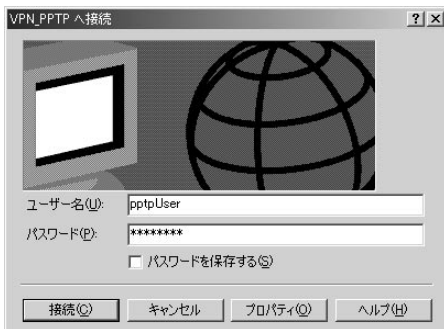 VPN_PPTP へ接続
ユーザー名(U): pptpUser
パスワード(P): ********
パスワードを保存する(S)
接続(C) キャンセル プロパティ(O) ヘルプ(H)